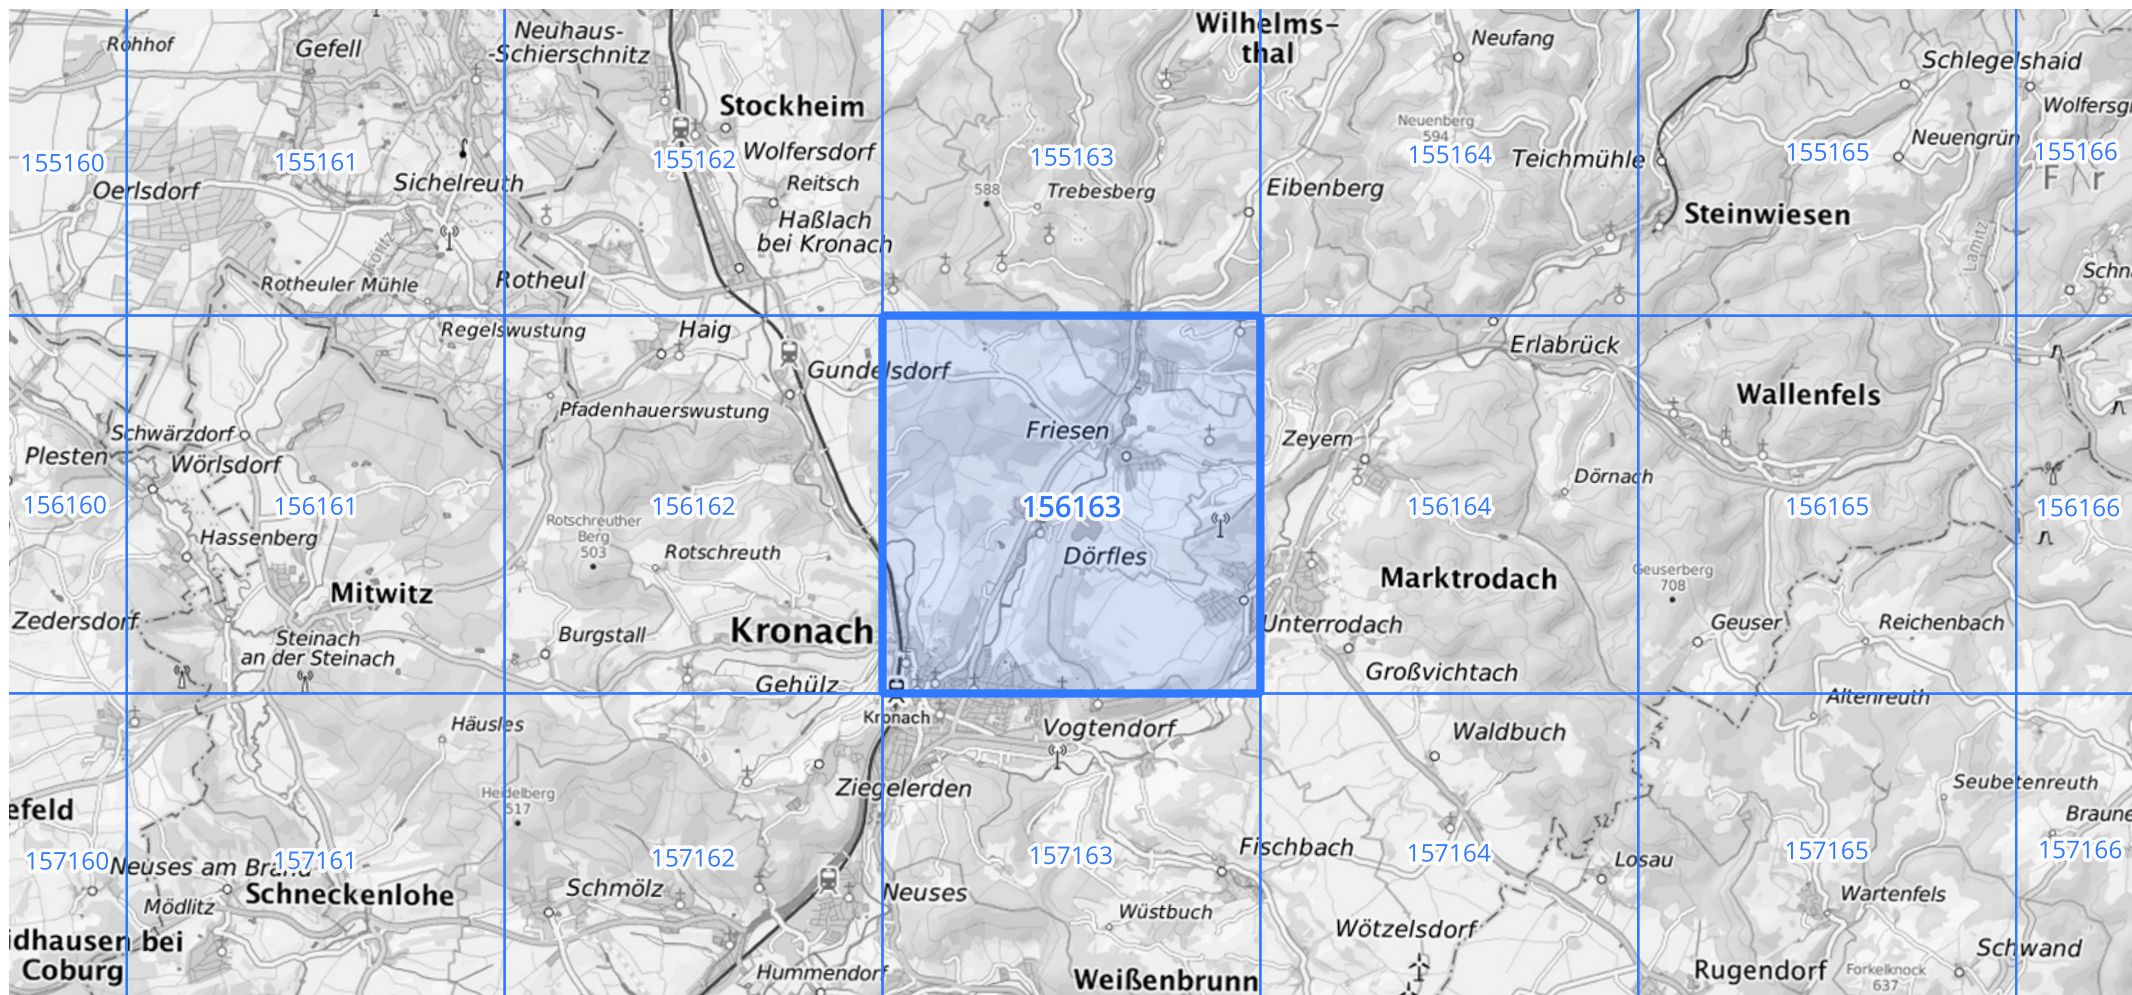 Rohhof
Gefell
Neuhaus-
-Schierschnitz
Wilhelms-
thal
Neufang
Schlegelshaid
Stockheim
Wolfersgr
Neuenberg
594
Neuengrün
155160
155161
155162
Wolfersdorf
155163
155164
Teichmühle
155165
155166
Oerlsdorf
Sichelreuth
Reitsch
588
Trebesberg
Eibenberg
F r
Haßlach
bei Kronach
Steinwiesen
Föritz
Lamitz
Rotheuler Mühle
Rotheul
Schna
Regelswustung
Haig
Erlabrück
Gundelsdorf
Wallenfels
Pfadenhauerswustung
Schwärzdorf
Friesen
Zeyern
Plesten
Wörlsdorf
Dörnach
156160
156161
156162
156163
156164
156165
156166
Rotschreuther
Berg
503
Hassenberg
Rotschreuth
Dörfles
Mitwitz
Marktrodach
Geuserberg
708
Zedersdorf
Steinach
an der Steinach
Burgstall
Kronach
Unterrodach
Geuser
Reichenbach
Gehülz
Großvichtach
Altenreuth
Häusles
Kronach
Vogtendorf
Waldbuch
Heidelberg
517
Ziegelerden
Seubetenreuth
efeld
Braune
157160
Neuses am Brand
157161
157162
157163
Fischbach
157164
Losau
157165
157166
Schneckenlohe
Schmölz
Neuses
Wartenfels
Mödlitz
Wüstbuch
idhausen bei
Coburg
Wötzelsdorf
Schwand
Hummendorf
Weißenbrunn
Rugendorf
Forkelknock
637